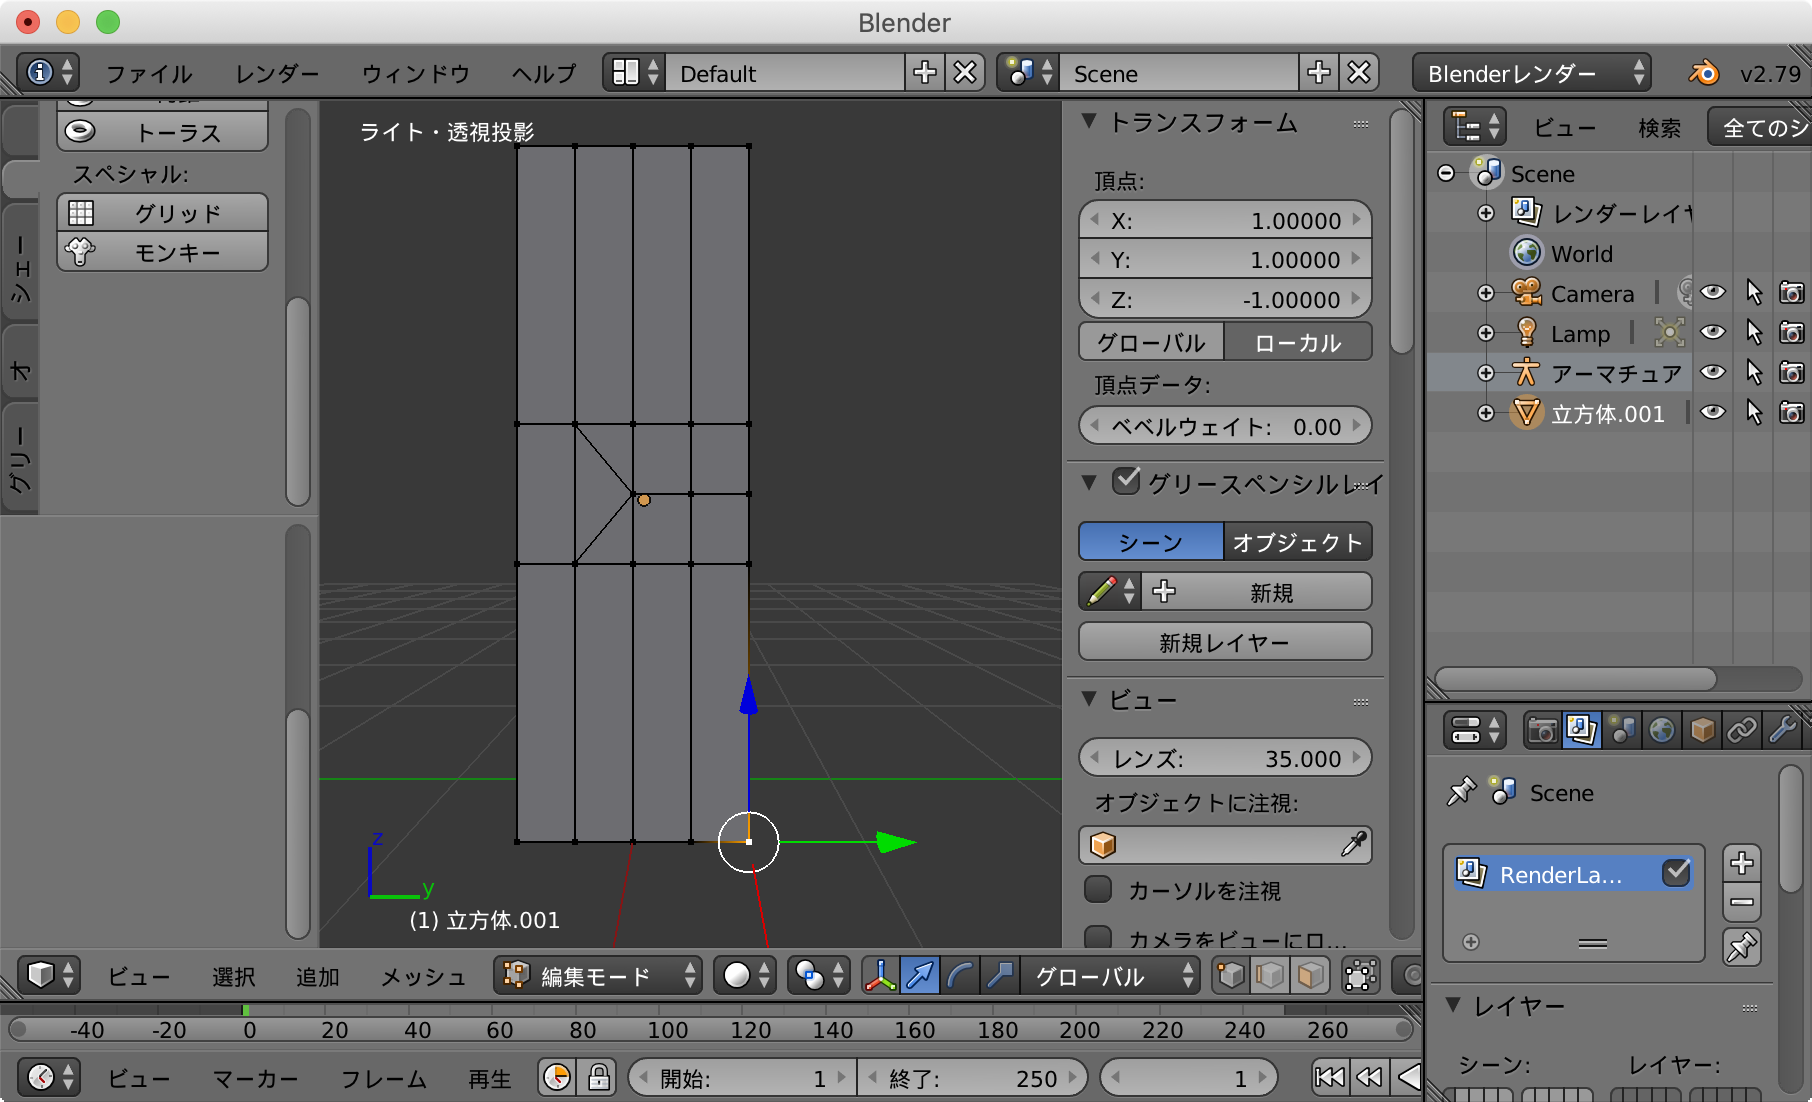 Blender
ファイル レンダー ウィンドウ ヘルプ Default Scene Blenderレンダー v2.79
トーラス
スペシャル:
グリッド
モンキー
シェー
オ
グリー
ライト・透視投影
z
y
(1) 立方体.001
トランスフォーム
頂点:
X: 1.00000
Y: 1.00000
Z: -1.00000
グローバル ローカル
頂点データ:
ベベルウェイト: 0.00
グリースペンシルレイ
シーン オブジェクト
新規
新規レイヤー
ビュー
レンズ: 35.000
オブジェクトに注視:
カーソルを注視
カメラをビューにロ...
ビュー 検索 全てのシ
Scene
レンダーレイヤ
World
Camera
Lamp
アーマチュア
立方体.001
Scene
RenderLa...
レイヤー
シーン: レイヤー:
ビュー 選択 追加 メッシュ 編集モード グローバル
-40 -20 0 20 40 60 80 100 120 140 160 180 200 220 240 260
ビュー マーカー フレーム 再生 開始: 1 終了: 250 1